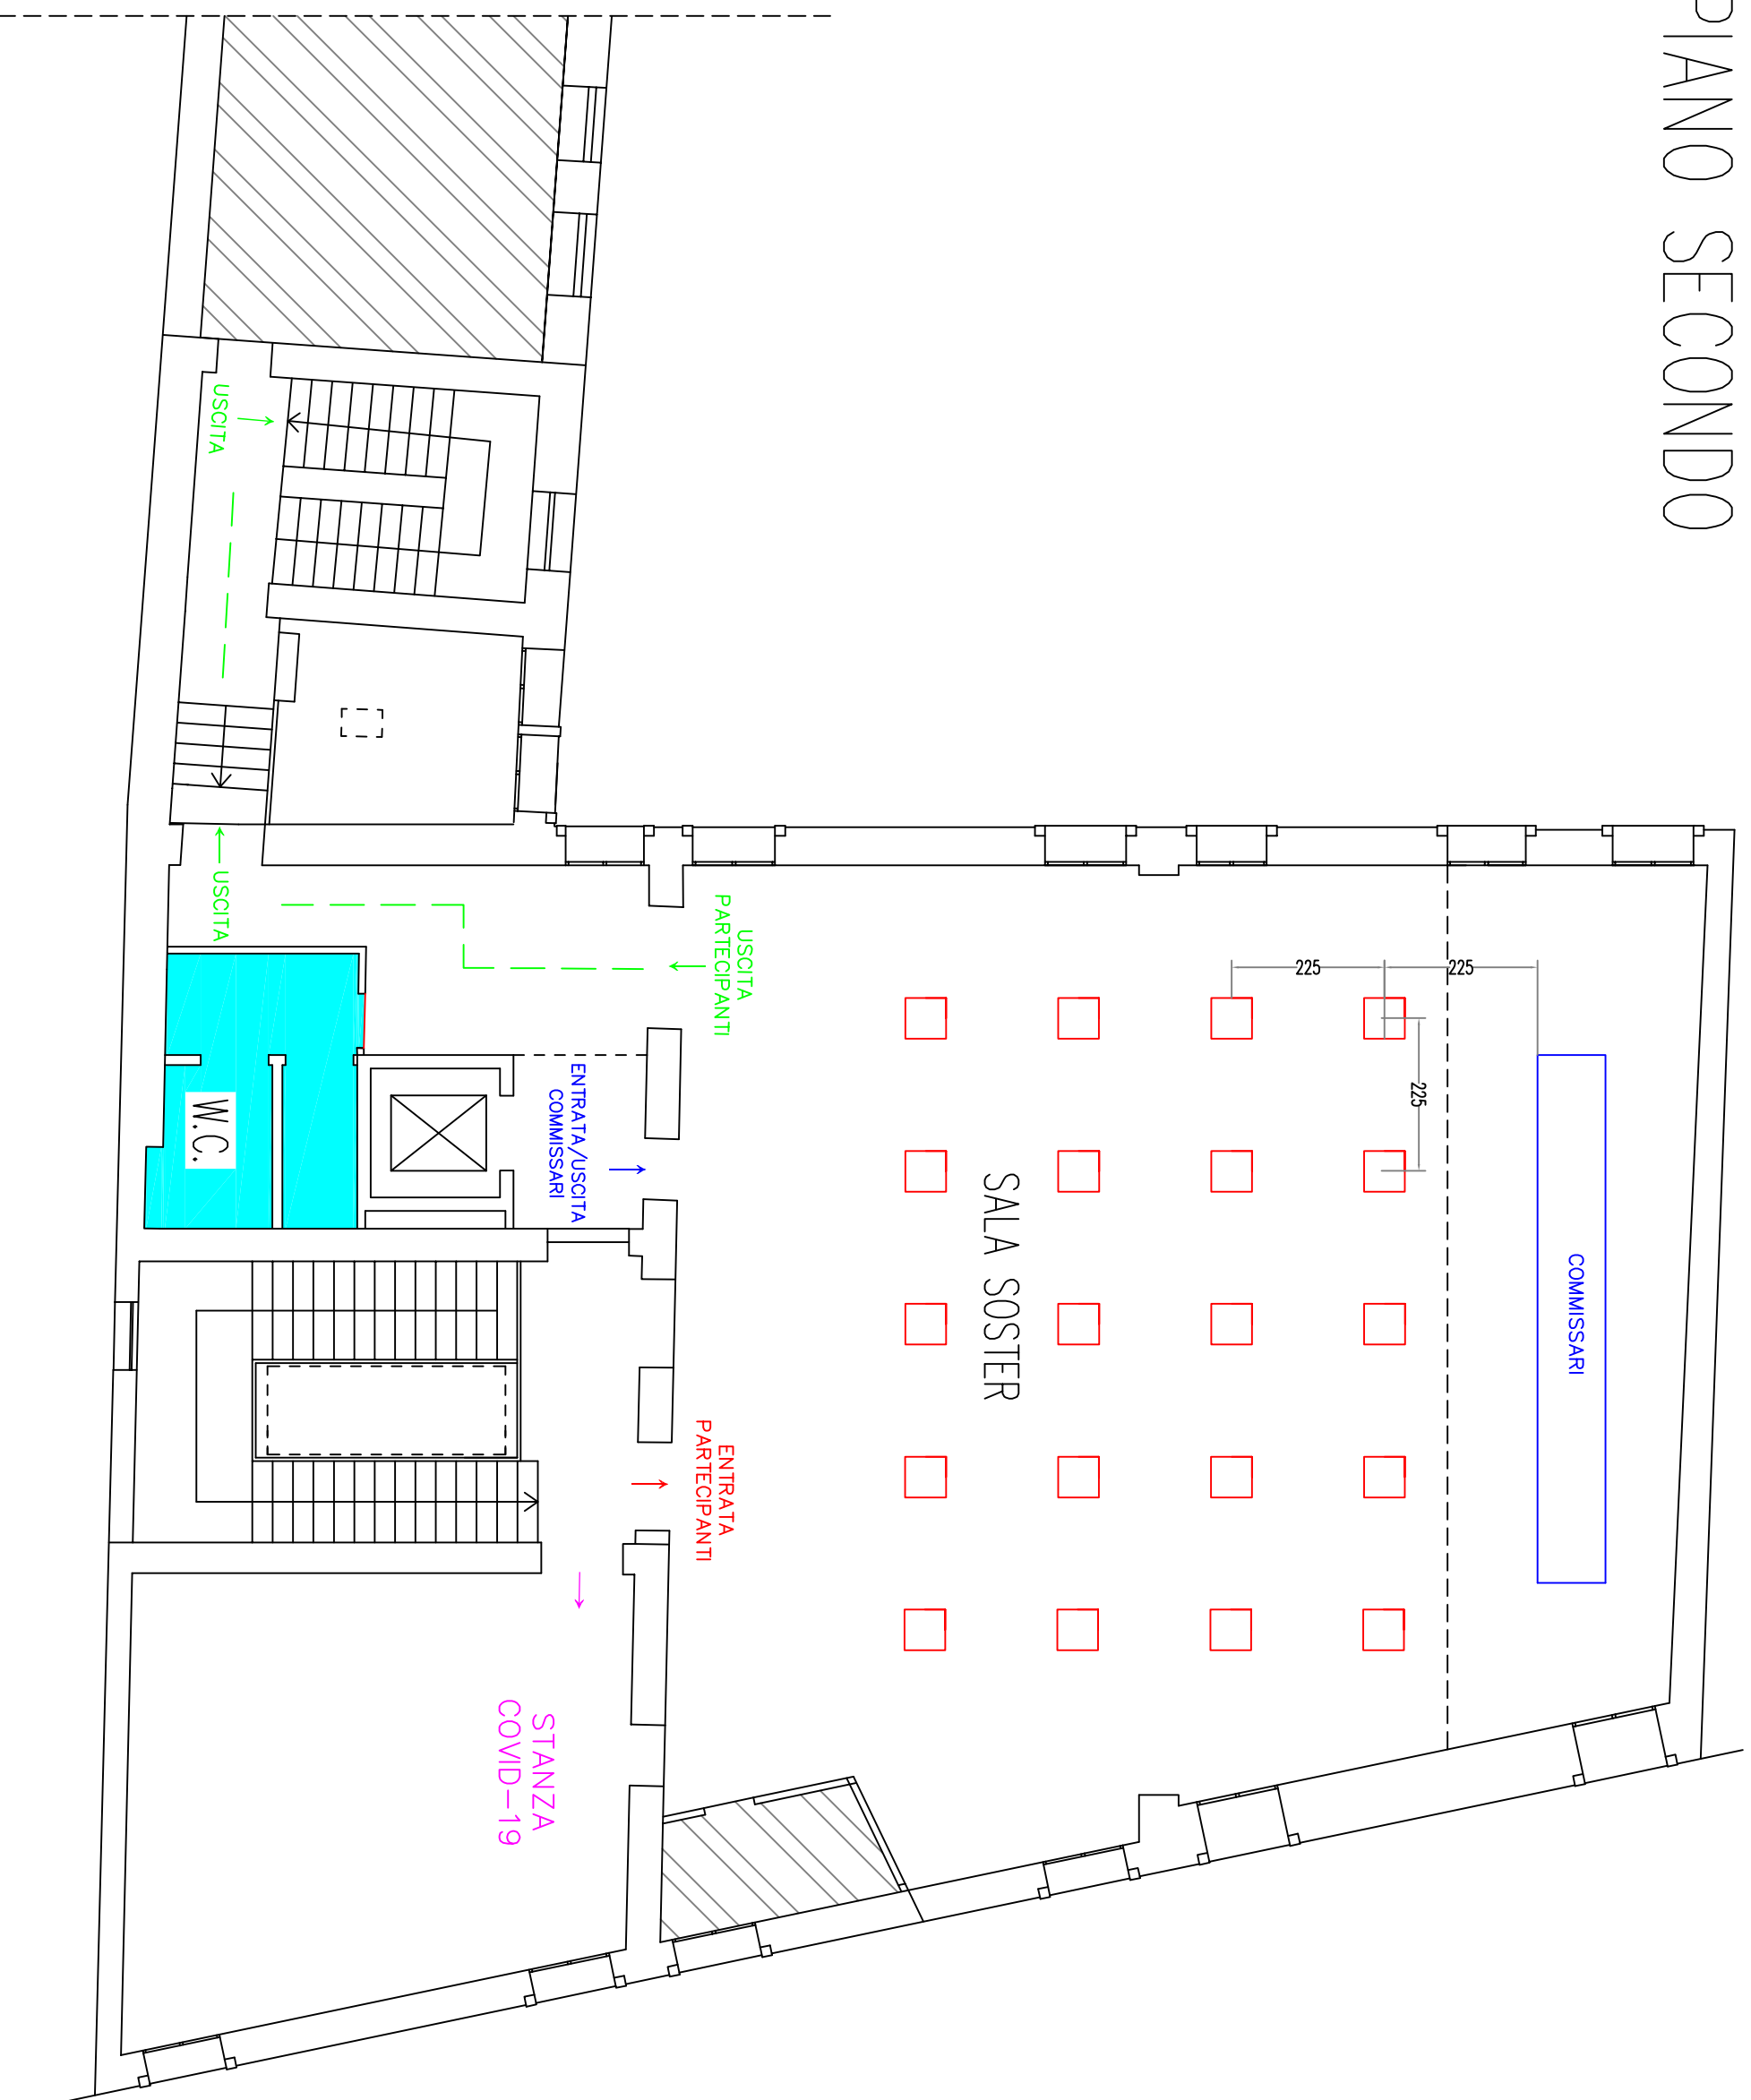 PIANO SECONDO
COMMISSARI
225
225
225
SALA SOSTER
USCITA
PARTECIPANTI
ENTRATA
PARTECIPANTI
ENTRATA/USCITA
COMMISSARI
STANZA
COVID-19
USCITA
USCITA
W.C.